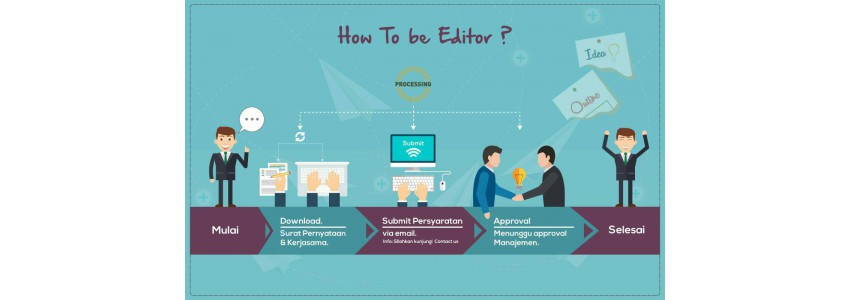 How To be Editor ?
Idea
Outline
PROCESSING
Submit
Mulai
Download.
Surat Pernyataan
& Kerjasama.
Submit Persyaratan
via email.
Info: Silahkan kunjungi Contact us
Approval
Menunggu approval
Manajemen.
Selesai